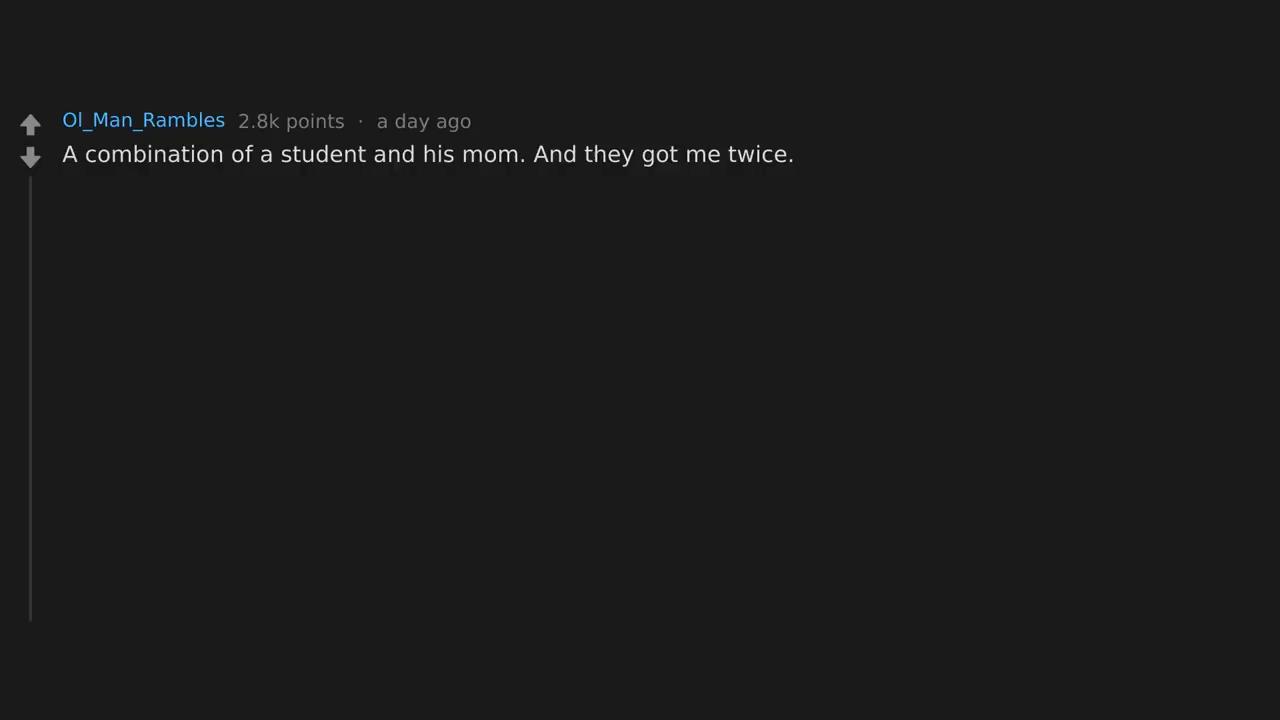 Ol_Man_Rambles 2.8k points · a day ago
A combination of a student and his mom. And they got me twice.